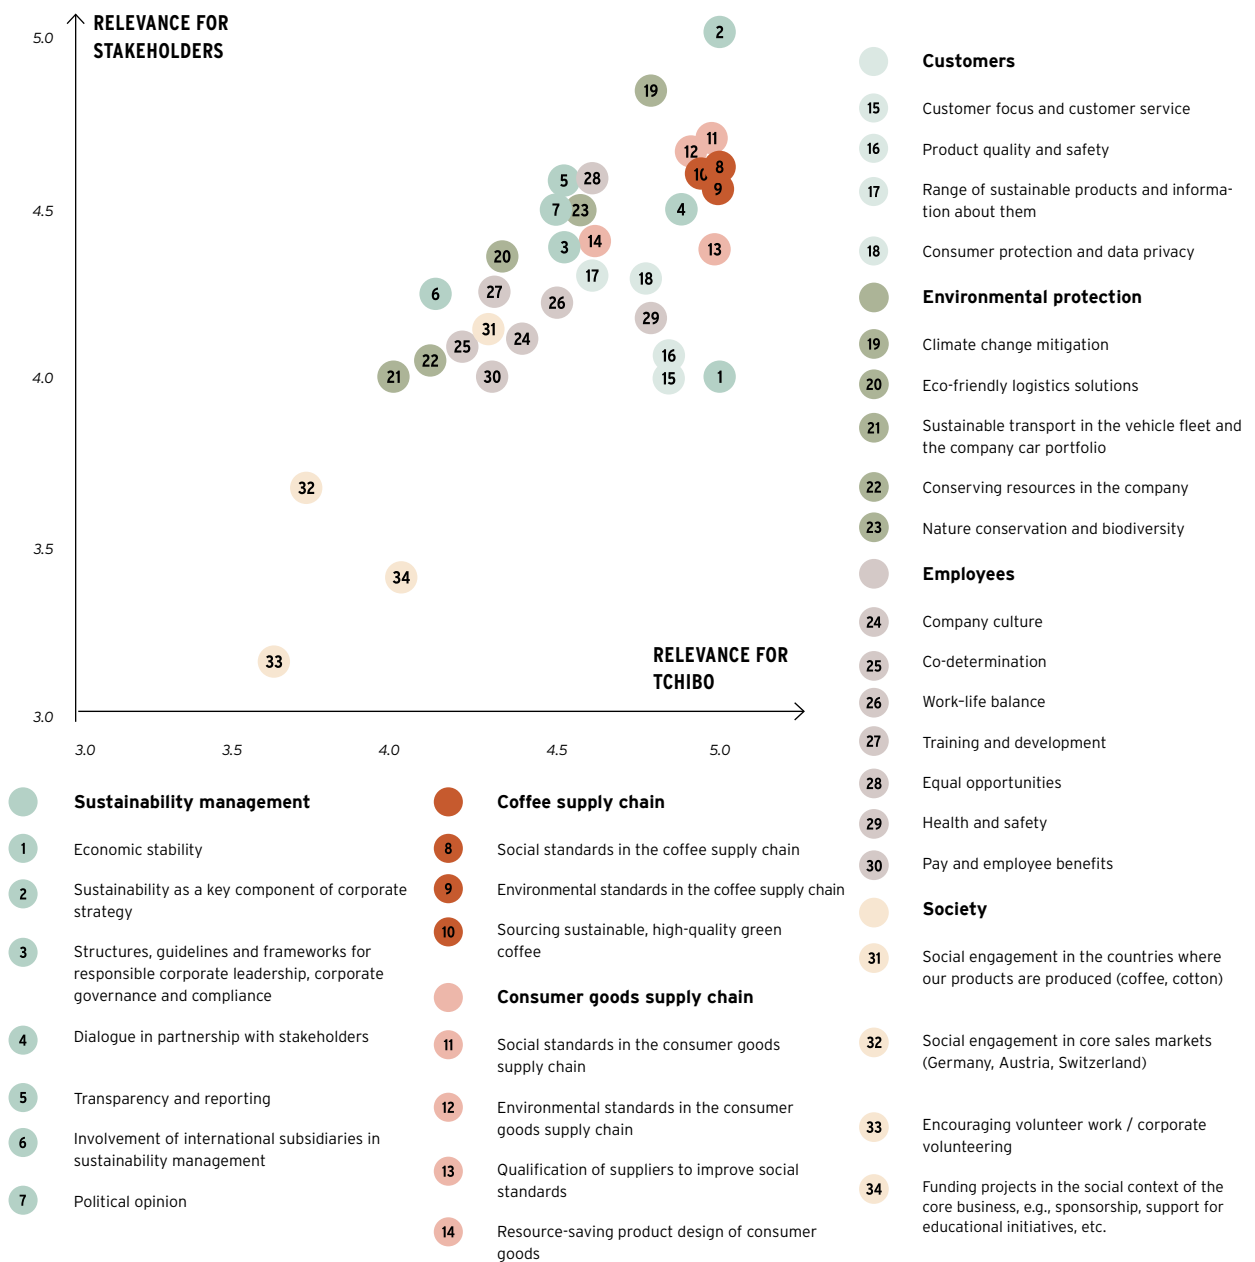 RELEVANCE FOR
STAKEHOLDERS
5.0
4.5
4.0
3.5
3.0
2
19
11
12
8
10
9
5
28
7
23
4
3
14
13
20
17
18
6
27
26
29
31
24
25
22
16
21
30
15
1
32
34
33
RELEVANCE FOR
TCHIBO
3.0
3.5
4.0
4.5
5.0
Sustainability management
1 Economic stability
2 Sustainability as a key component of corporate
strategy
3 Structures, guidelines and frameworks for
responsible corporate leadership, corporate
governance and compliance
4 Dialogue in partnership with stakeholders
5 Transparency and reporting
6 Involvement of international subsidiaries in
sustainability management
7 Political opinion
Coffee supply chain
8 Social standards in the coffee supply chain
9 Environmental standards in the coffee supply chain
10 Sourcing sustainable, high-quality green
coffee
Consumer goods supply chain
11 Social standards in the consumer goods
supply chain
12 Environmental standards in the consumer
goods supply chain
13 Qualification of suppliers to improve social
standards
14 Resource-saving product design of consumer
goods
Customers
15 Customer focus and customer service
16 Product quality and safety
17 Range of sustainable products and informa-
tion about them
18 Consumer protection and data privacy
Environmental protection
19 Climate change mitigation
20 Eco-friendly logistics solutions
21 Sustainable transport in the vehicle fleet and
the company car portfolio
22 Conserving resources in the company
23 Nature conservation and biodiversity
Employees
24 Company culture
25 Co-determination
26 Work–life balance
27 Training and development
28 Equal opportunities
29 Health and safety
30 Pay and employee benefits
Society
31 Social engagement in the countries where
our products are produced (coffee, cotton)
32 Social engagement in core sales markets
(Germany, Austria, Switzerland)
33 Encouraging volunteer work / corporate
volunteering
34 Funding projects in the social context of the
core business, e.g., sponsorship, support for
educational initiatives, etc.